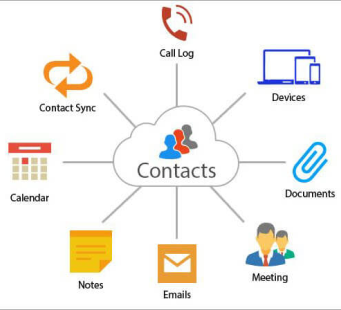 Call Log
Contact Sync
Devices
Contacts
Calendar
Documents
Notes
Emails
Meeting